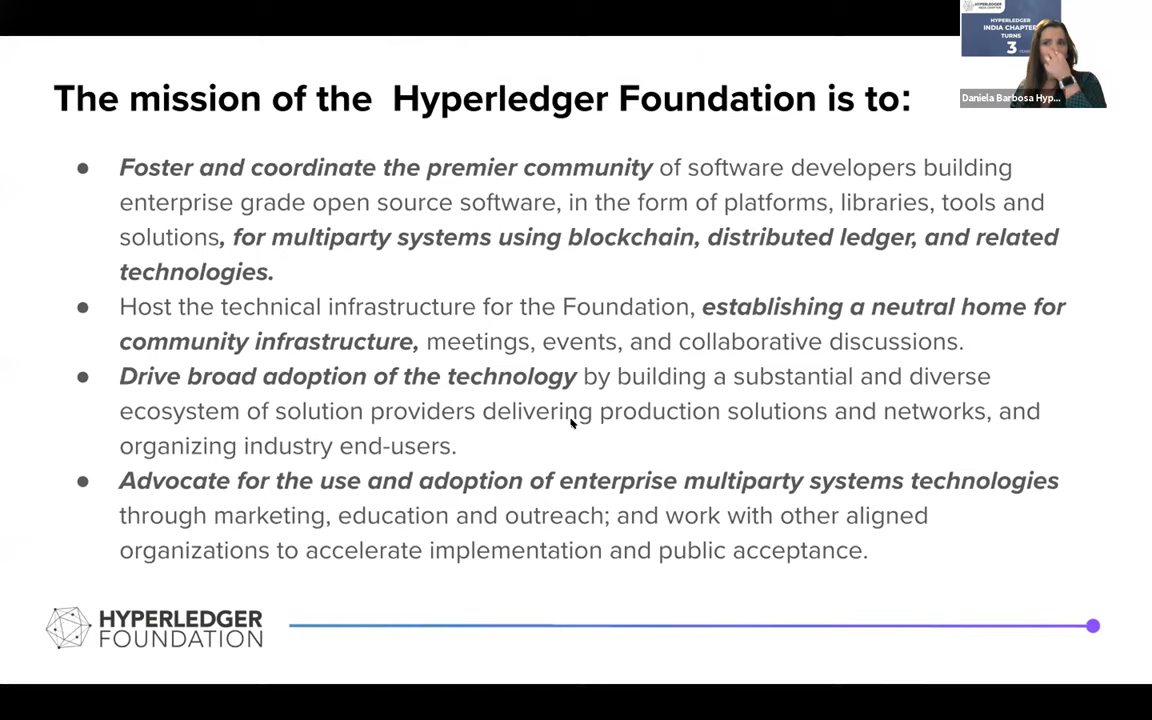 HYPERLEDGER
INDIA CHAPTER
TURNS
3
Daniela Barbosa Hyp...
The mission of the Hyperledger Foundation is to:
● Foster and coordinate the premier community of software developers building
enterprise grade open source software, in the form of platforms, libraries, tools and
solutions, for multiparty systems using blockchain, distributed ledger, and related
technologies.
● Host the technical infrastructure for the Foundation, establishing a neutral home for
community infrastructure, meetings, events, and collaborative discussions.
● Drive broad adoption of the technology by building a substantial and diverse
ecosystem of solution providers delivering production solutions and networks, and
organizing industry end-users.
● Advocate for the use and adoption of enterprise multiparty systems technologies
through marketing, education and outreach; and work with other aligned
organizations to accelerate implementation and public acceptance.
HYPERLEDGER
FOUNDATION